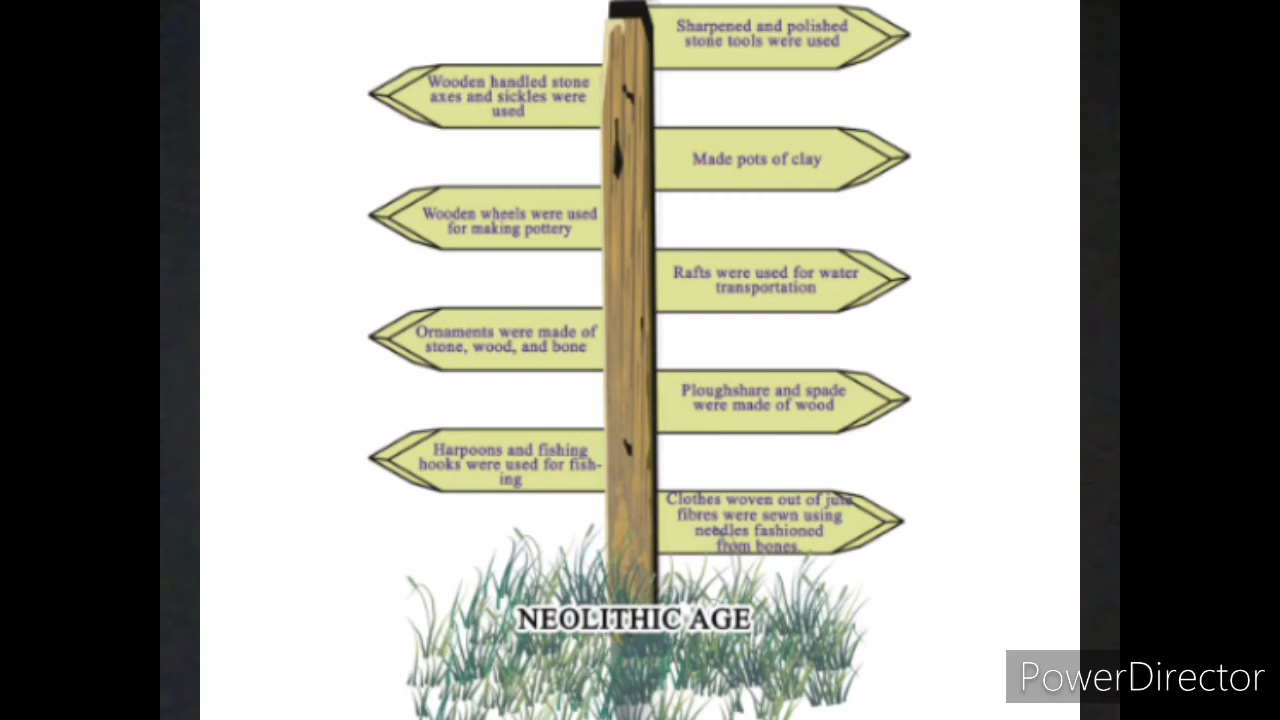 Sharpened and polished
stone tools were used
Wooden handled stone
axes and sickles were
used
Made pots of clay
Wooden wheels were used
for making pottery
Rafts were used for water
transportation
Ornaments were made of
stone, wood, and bone
Ploughshare and spade
were made of wood
Harpoons and fishing
hooks were used for fish-
ing
Clothes woven out of jute
fibres were sewn using
needles fashioned
from bones.
NEOLITHIC AGE
PowerDirector